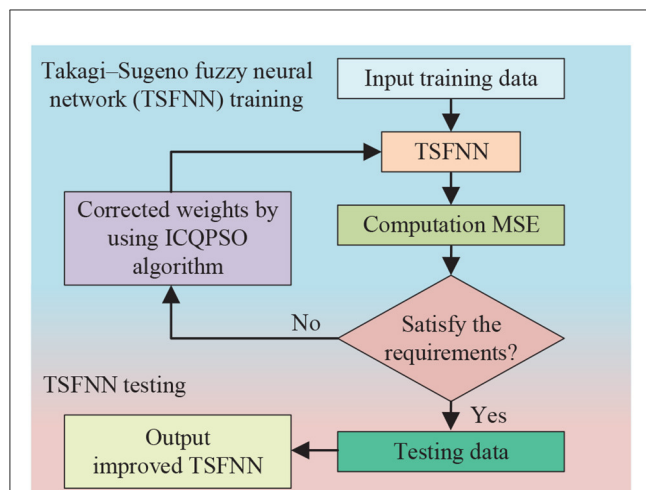 Takagi–Sugeno fuzzy neural
network (TSFNN) training
Input training data
TSFNN
Corrected weights by
using ICQPSO
algorithm
Computation MSE
No
Satisfy the
requirements?
TSFNN testing
Yes
Output
improved TSFNN
Testing data